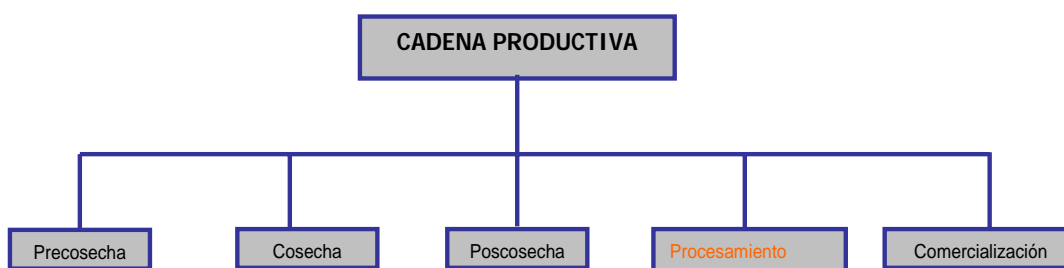 CADENA PRODUCTIVA
Precosecha
Cosecha
Poscosecha
Procesamiento
Comercialización